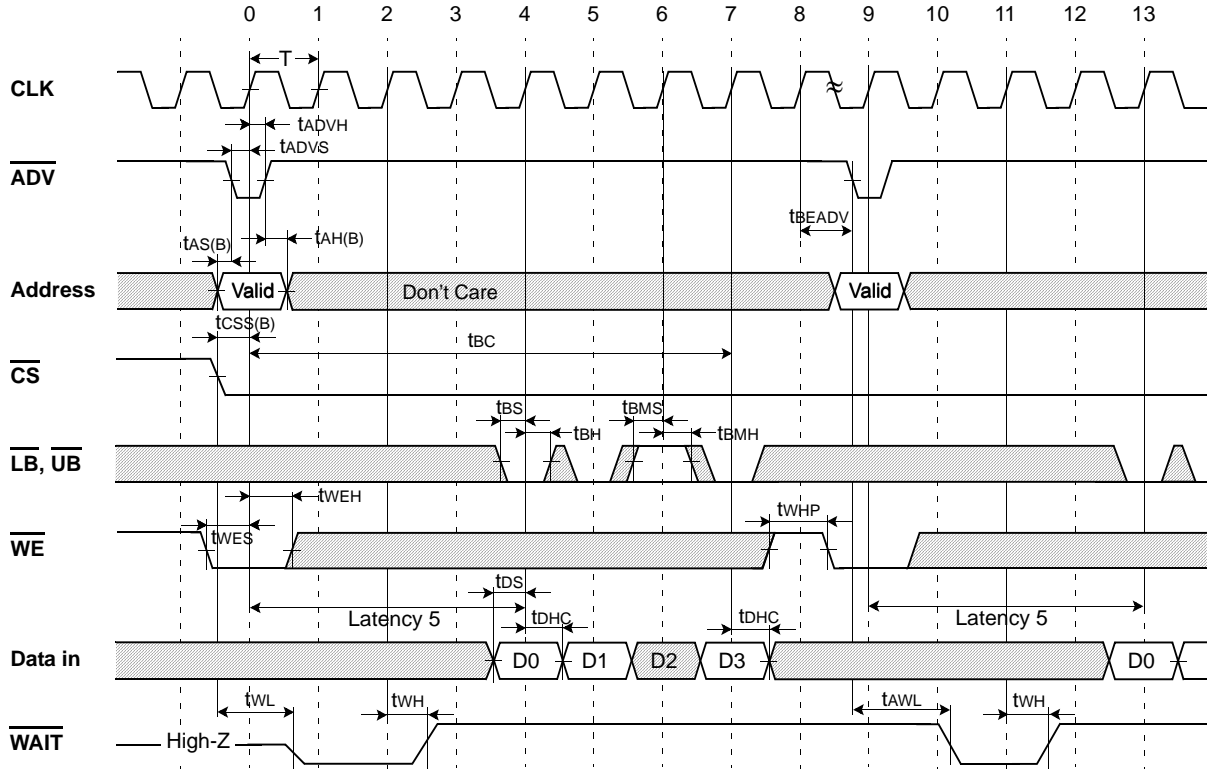 0 1 2 3 4 5 6 7 8 9 10 11 12 13
T
CLK
tADVH
tADVS
ADV
tBEADV
tAS(B) tAH(B)
Address Valid Don't Care Valid
tCSS(B)
tBC
CS
tBS tBMS
tBH tBMH
LB, UB
tWEH
tWHP
tWES
WE
tDS
Latency 5 Latency 5
tDHC tDHC
Data in D0 D1 D2 D3 D0
tWL tWH tAWL tWH
WAIT High-Z